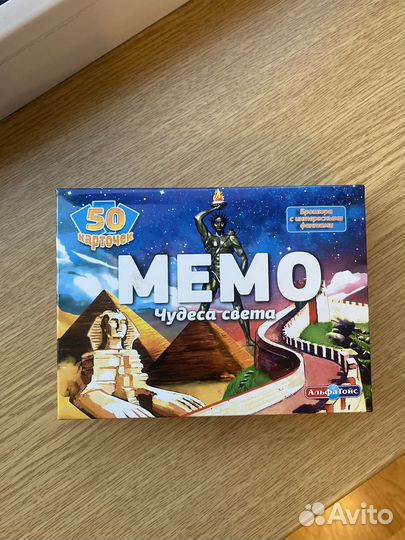 50
карточек
Брошюра
с интересными
фактами
МЕМО
Чудеса света
АльфаТойс
Avito